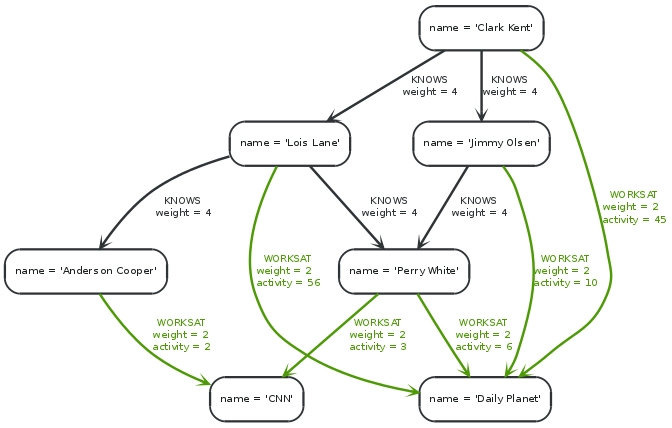 name = 'Clark Kent'
KNOWS
weight = 4
KNOWS
weight = 4
name = 'Lois Lane'
name = 'Jimmy Olsen'
WORKSAT
weight = 2
activity = 45
KNOWS
weight = 4
KNOWS
weight = 4
KNOWS
weight = 4
name = 'Anderson Cooper'
WORKSAT
weight = 2
activity = 56
name = 'Perry White'
WORKSAT
weight = 2
activity = 10
WORKSAT
weight = 2
activity = 2
WORKSAT
weight = 2
activity = 3
WORKSAT
weight = 2
activity = 6
name = 'CNN'
name = 'Daily Planet'